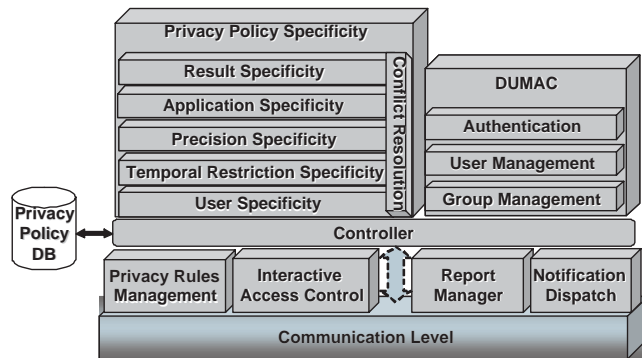 Privacy Policy Specificity
Result Specificity
Application Specificity
Precision Specificity
Temporal Restriction Specificity
User Specificity
Conflict Resolution
DUMAC
Authentication
User Management
Group Management
Privacy
Policy
DB
Controller
Privacy Rules
Management
Interactive
Access Control
Report
Manager
Notification
Dispatch
Communication Level